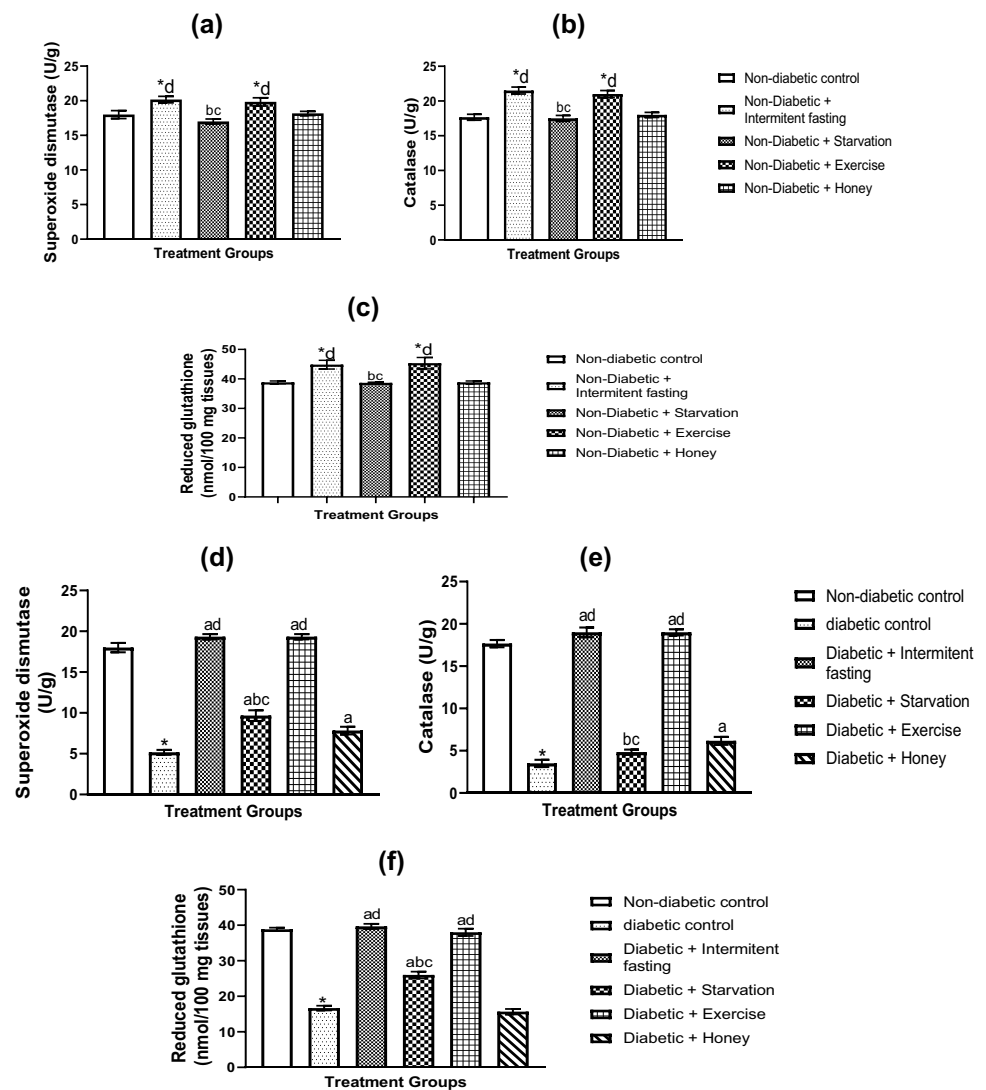 (a)
Superoxide dismutase (U/g)
25
20
15
10
5
0
*d
bc
*d
Treatment Groups
(b)
Catalase (U/g)
25
20
15
10
5
0
*d
bc
*d
Treatment Groups
Non-diabetic control
Non-Diabetic +
Intermitent fasting
Non-Diabetic + Starvation
Non-Diabetic + Exercise
Non-Diabetic + Honey
(c)
Reduced glutathione
(nmol/100 mg tissues)
50
40
30
20
10
0
*d
bc
*d
Treatment Groups
Non-diabetic control
Non-Diabetic +
Intermitent fasting
Non-Diabetic + Starvation
Non-Diabetic + Exercise
Non-Diabetic + Honey
(d)
Superoxide dismutase
(U/g)
25
20
15
10
5
0
*
ad
abc
ad
a
Treatment Groups
(e)
Catalase (U/g)
25
20
15
10
5
0
*
ad
bc
ad
a
Treatment Groups
Non-diabetic control
diabetic control
Diabetic + Intermitent
fasting
Diabetic + Starvation
Diabetic + Exercise
Diabetic + Honey
(f)
Reduced glutathione
(nmol/100 mg tissues)
50
40
30
20
10
0
*
ad
abc
ad
Treatment Groups
Non-diabetic control
diabetic control
Diabetic + Intermitent
fasting
Diabetic + Starvation
Diabetic + Exercise
Diabetic + Honey